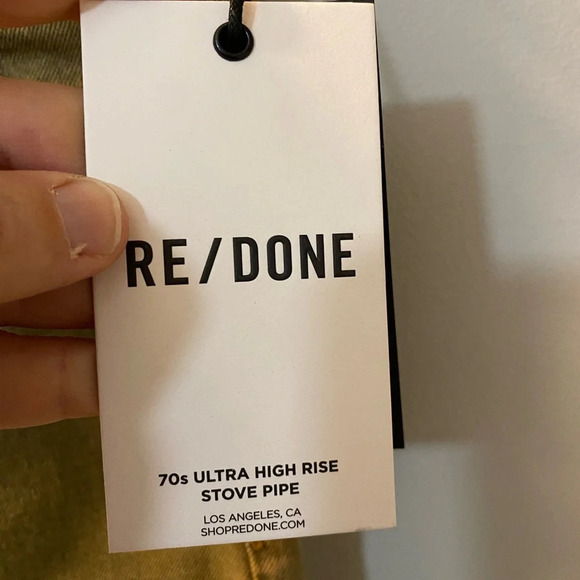 RE/DONE
70s ULTRA HIGH RISE
STOVE PIPE
LOS ANGELES, CA
SHOPREDONE.COM